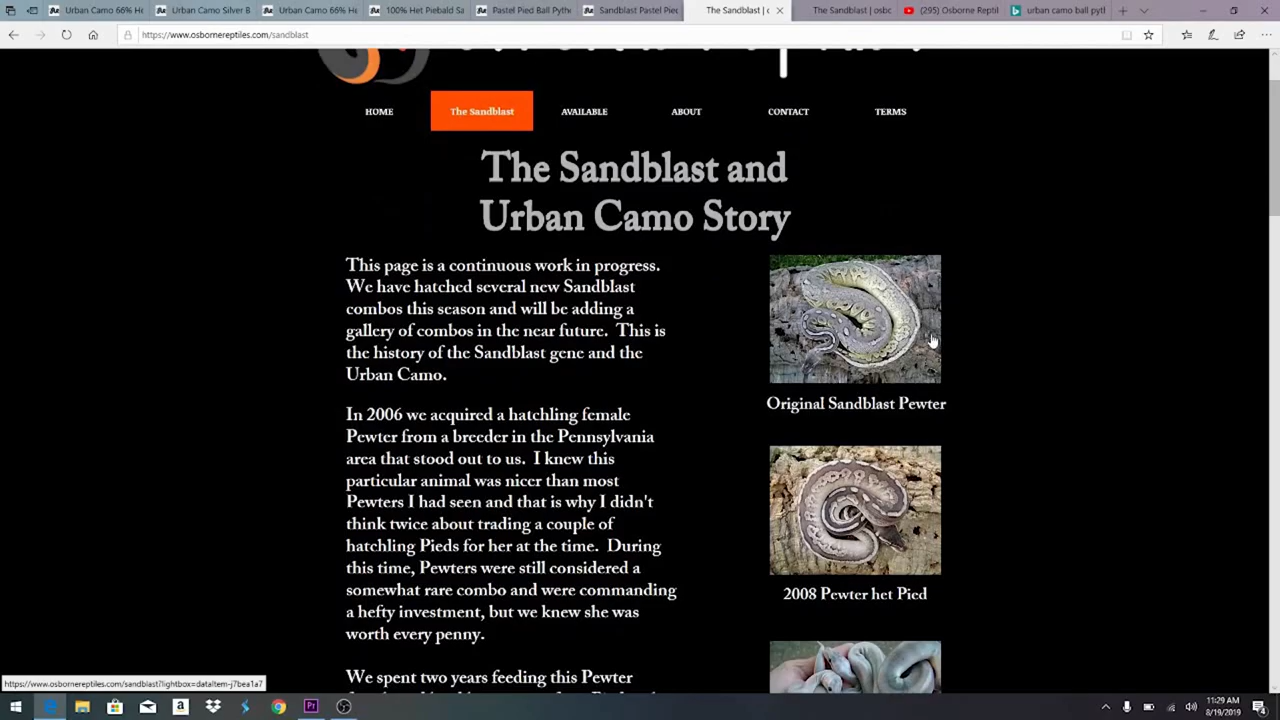 Urban Camo 66% He
Urban Camo Silver B
Urban Camo 66% He
100% Het Piebald Sa
Pastel Pied Ball Pyth
Sandblast Pastel Piec
The Sandblast | c
The Sandblast | osbc
(295) Osborne Reptil
urban camo ball pytl
https://www.osbornereptiles.com/sandblast
HOME
The Sandblast
AVAILABLE
ABOUT
CONTACT
TERMS
The Sandblast and
Urban Camo Story
This page is a continuous work in progress.
We have hatched several new Sandblast
combos this season and will be adding a
gallery of combos in the near future. This is
the history of the Sandblast gene and the
Urban Camo.
Original Sandblast Pewter
In 2006 we acquired a hatchling female
Pewter from a breeder in the Pennsylvania
area that stood out to us. I knew this
particular animal was nicer than most
Pewters I had seen and that is why I didn't
think twice about trading a couple of
hatchling Pieds for her at the time. During
this time, Pewters were still considered a
somewhat rare combo and were commanding
a hefty investment, but we knew she was
worth every penny.
2008 Pewter het Pied
We spent two years feeding this Pewter
https://www.osbornereptiles.com/sandblast?lightbox=dataItem-j7bea1a7
11:29 AM
8/19/2019